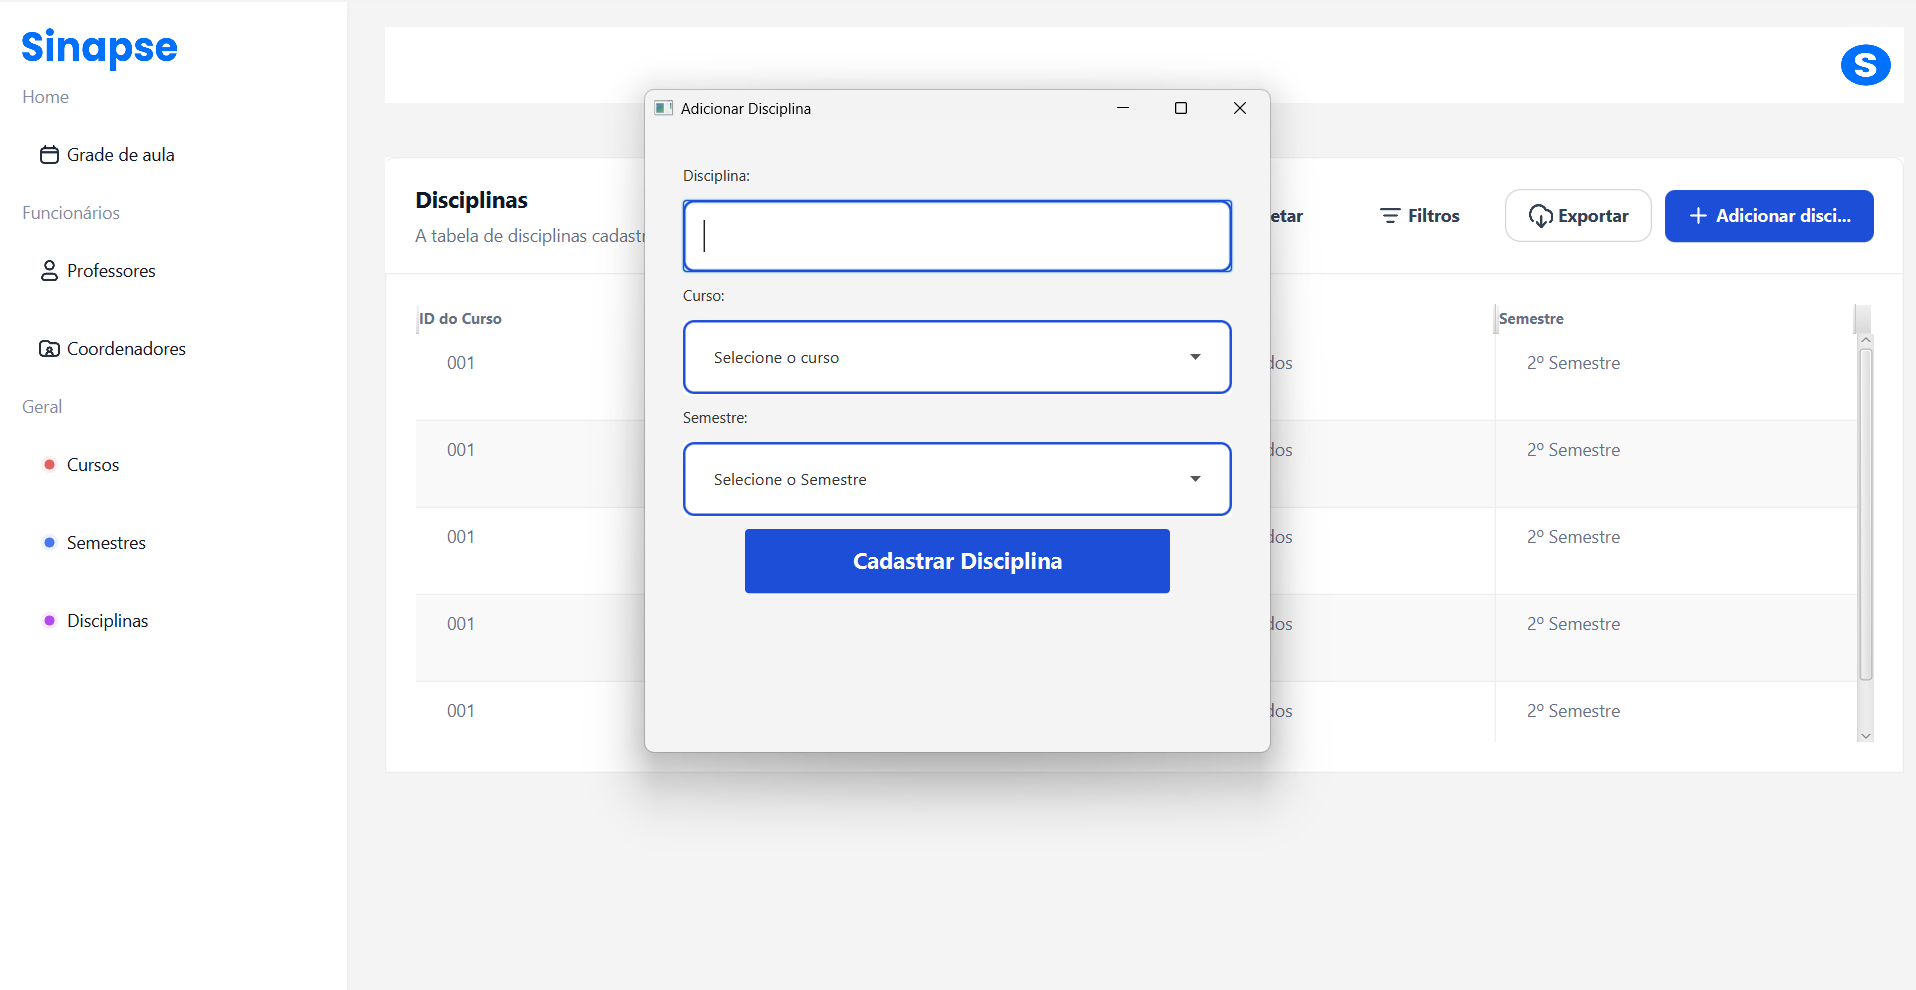 Sinapse
Home
Grade de aula
Funcionários
Professores
Coordenadores
Geral
Cursos
Semestres
Disciplinas
S
Adicionar Disciplina
Disciplina:
Curso:
Selecione o curso
Semestre:
Selecione o Semestre
Cadastrar Disciplina
Disciplinas
A tabela de disciplinas cadastr
etar
Filtros
Exportar
+ Adicionar disci...
ID do Curso
Semestre
001 dos 2º Semestre
001 dos 2º Semestre
001 dos 2º Semestre
001 dos 2º Semestre
001 dos 2º Semestre